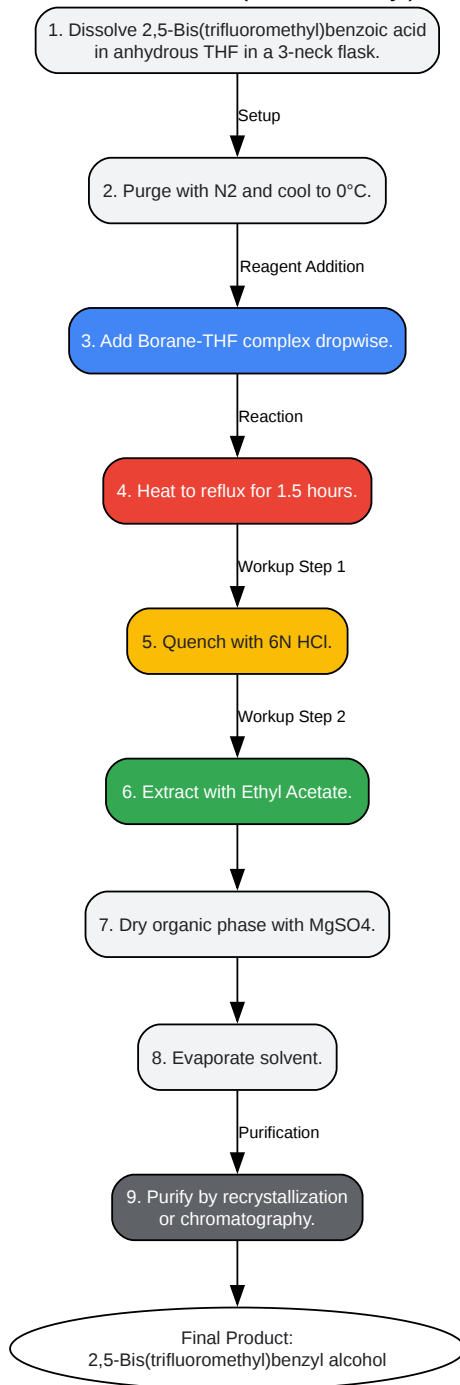 1. Dissolve 2,5-Bis(trifluoromethyl)benzoic acid
in anhydrous THF in a 3-neck flask.
Setup
2. Purge with N2 and cool to 0°C.
Reagent Addition
3. Add Borane-THF complex dropwise.
Reaction
4. Heat to reflux for 1.5 hours.
Workup Step 1
5. Quench with 6N HCl.
Workup Step 2
6. Extract with Ethyl Acetate.
7. Dry organic phase with MgSO4.
8. Evaporate solvent.
Purification
9. Purify by recrystallization
or chromatography.
Final Product:
2,5-Bis(trifluoromethyl)benzyl alcohol